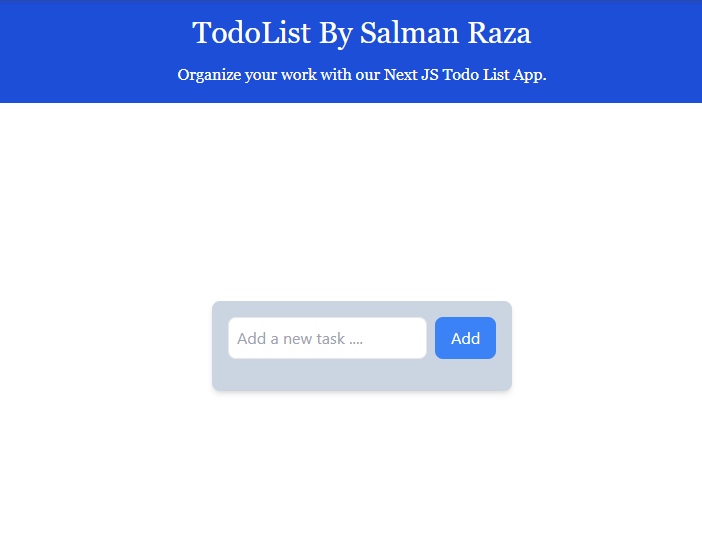 TodoList By Salman Raza
Organize your work with our Next JS Todo List App.
Add a new task ....
Add